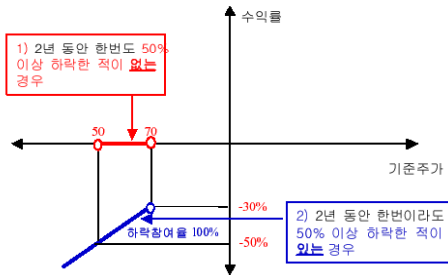 수익률
1) 2년 동안 한번도 50%
이상 하락한 적이 없는
경우
50
70
기준주가
-30%
하락참여율 100%
-50%
2) 2년 동안 한번이라도
50% 이상 하락한 적이
있는 경우